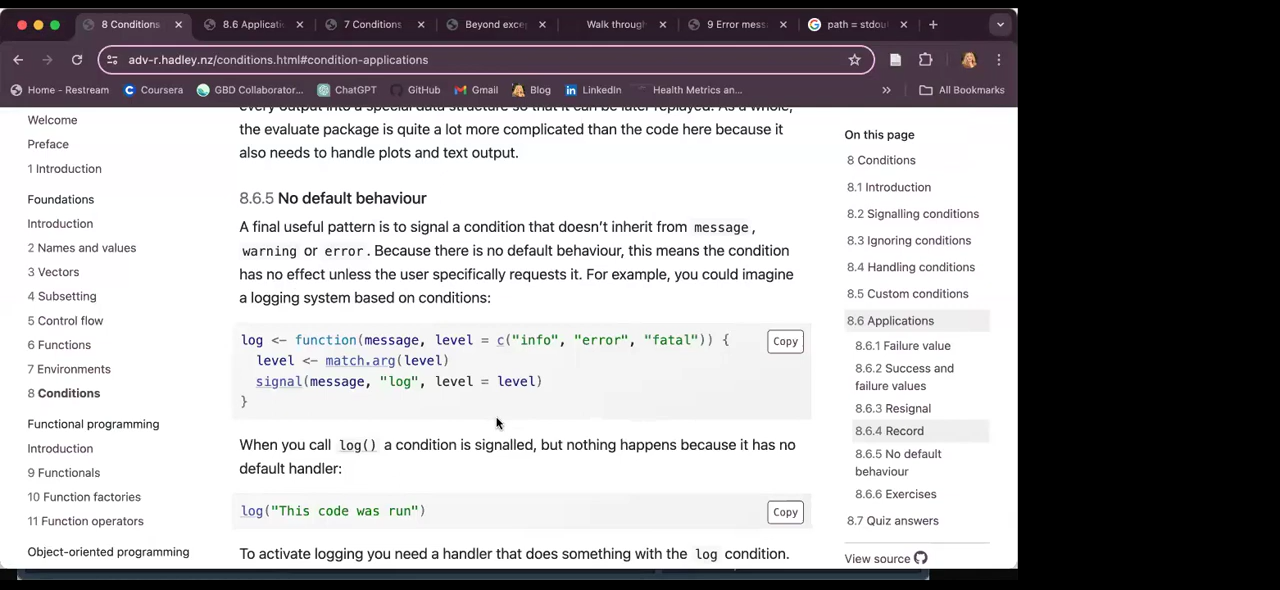 8 Conditions
8.6 Applicati
7 Conditions
Beyond exce
Walk through
9 Error mess
path = stdou
adv-r.hadley.nz/conditions.html#condition-applications
Home - Restream
Coursera
GBD Collaborator...
ChatGPT
GitHub
Gmail
Blog
LinkedIn
Health Metrics an...
»
All Bookmarks
Welcome
Preface
1 Introduction
Foundations
Introduction
2 Names and values
3 Vectors
4 Subsetting
5 Control flow
6 Functions
7 Environments
8 Conditions
Functional programming
Introduction
9 Functionals
10 Function factories
11 Function operators
Object-oriented programming
every output into a special data structure so that it can be later replayed. As a whole,
the evaluate package is quite a lot more complicated than the code here because it
also needs to handle plots and text output.
8.6.5 No default behaviour
A final useful pattern is to signal a condition that doesn't inherit from message,
warning or error. Because there is no default behaviour, this means the condition
has no effect unless the user specifically requests it. For example, you could imagine
a logging system based on conditions:
log <- function(message, level = c("info", "error", "fatal")) {
level <- match.arg(level)
signal(message, "log", level = level)
}
Copy
When you call log() a condition is signalled, but nothing happens because it has no
default handler:
log("This code was run")
Copy
To activate logging you need a handler that does something with the log condition.
On this page
8 Conditions
8.1 Introduction
8.2 Signalling conditions
8.3 Ignoring conditions
8.4 Handling conditions
8.5 Custom conditions
8.6 Applications
8.6.1 Failure value
8.6.2 Success and
failure values
8.6.3 Resignal
8.6.4 Record
8.6.5 No default
behaviour
8.6.6 Exercises
8.7 Quiz answers
View source